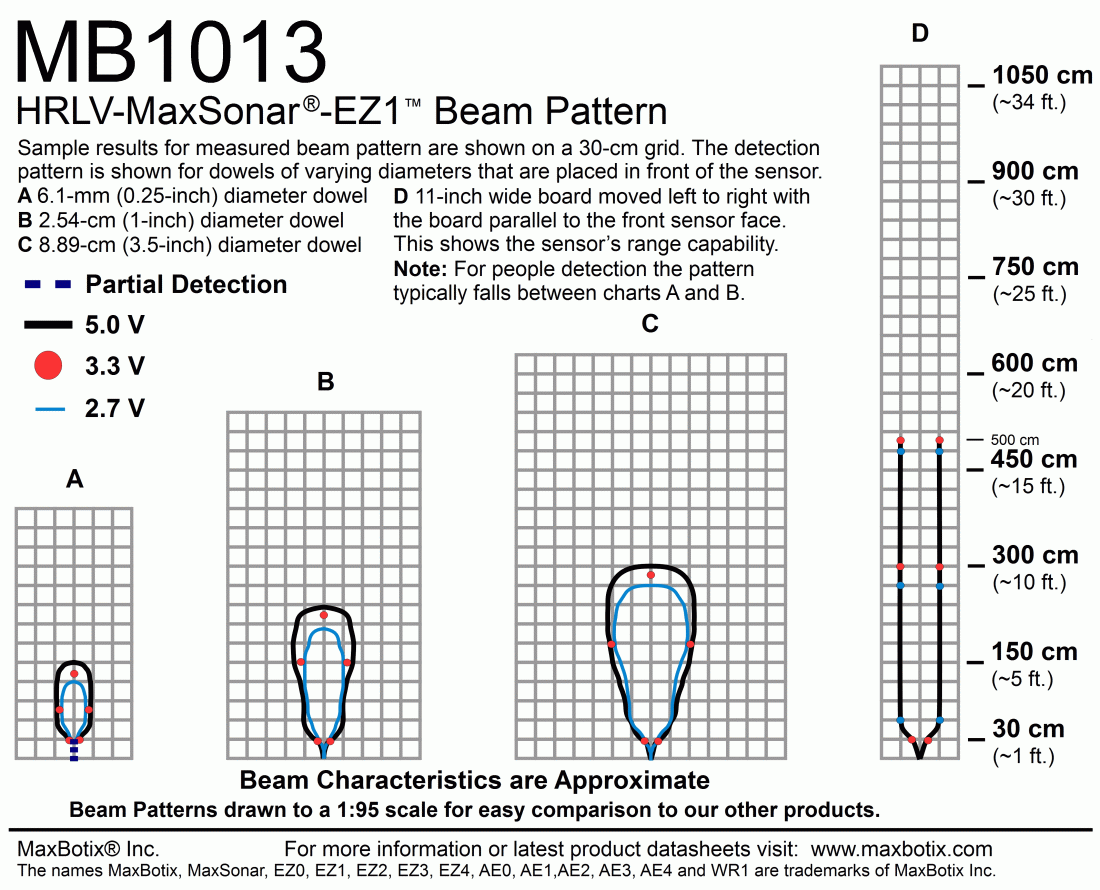 MB1013
HRLV-MaxSonar®-EZ1™ Beam Pattern
Sample results for measured beam pattern are shown on a 30-cm grid. The detection
pattern is shown for dowels of varying diameters that are placed in front of the sensor.
A 6.1-mm (0.25-inch) diameter dowel
B 2.54-cm (1-inch) diameter dowel
C 8.89-cm (3.5-inch) diameter dowel
D 11-inch wide board moved left to right with
the board parallel to the front sensor face.
This shows the sensor's range capability.
Note: For people detection the pattern
typically falls between charts A and B.
Partial Detection
5.0 V
3.3 V
2.7 V
A
B
C
D
1050 cm
(~34 ft.)
900 cm
(~30 ft.)
750 cm
(~25 ft.)
600 cm
(~20 ft.)
500 cm
450 cm
(~15 ft.)
300 cm
(~10 ft.)
150 cm
(~5 ft.)
30 cm
(~1 ft.)
Beam Characteristics are Approximate
Beam Patterns drawn to a 1:95 scale for easy comparison to our other products.
MaxBotix® Inc.
For more information or latest product datasheets visit: www.maxbotix.com
The names MaxBotix, MaxSonar, EZ0, EZ1, EZ2, EZ3, EZ4, AE0, AE1,AE2, AE3, AE4 and WR1 are trademarks of MaxBotix Inc.